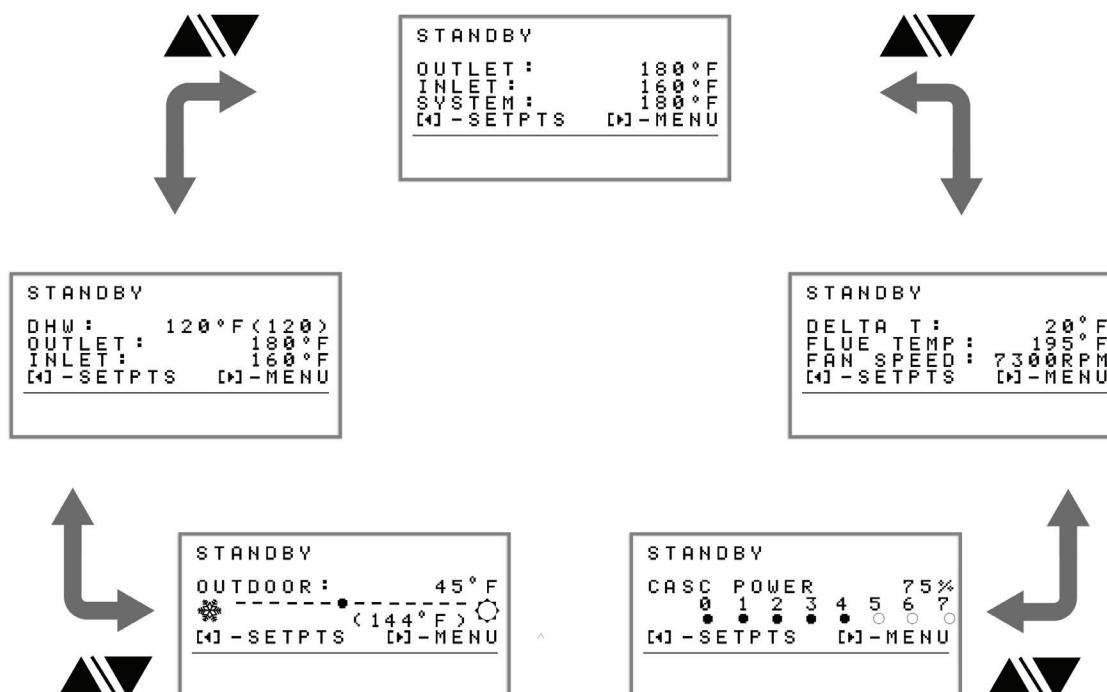 STANDBY
OUTLET: 180°F
INLET: 160°F
SYSTEM: 180°F
[◂]-SETPTS [▸]-MENU
STANDBY
DHW: 120°F(120)
OUTLET: 180°F
INLET: 160°F
[◂]-SETPTS [▸]-MENU
STANDBY
DELTA T: 20°F
FLUE TEMP: 195°F
FAN SPEED: 7300RPM
[◂]-SETPTS [▸]-MENU
STANDBY
OUTDOOR: 45°F
(144°F)
[◂]-SETPTS [▸]-MENU
STANDBY
CASC POWER 75%
0 1 2 3 4 5 6 7
[◂]-SETPTS [▸]-MENU